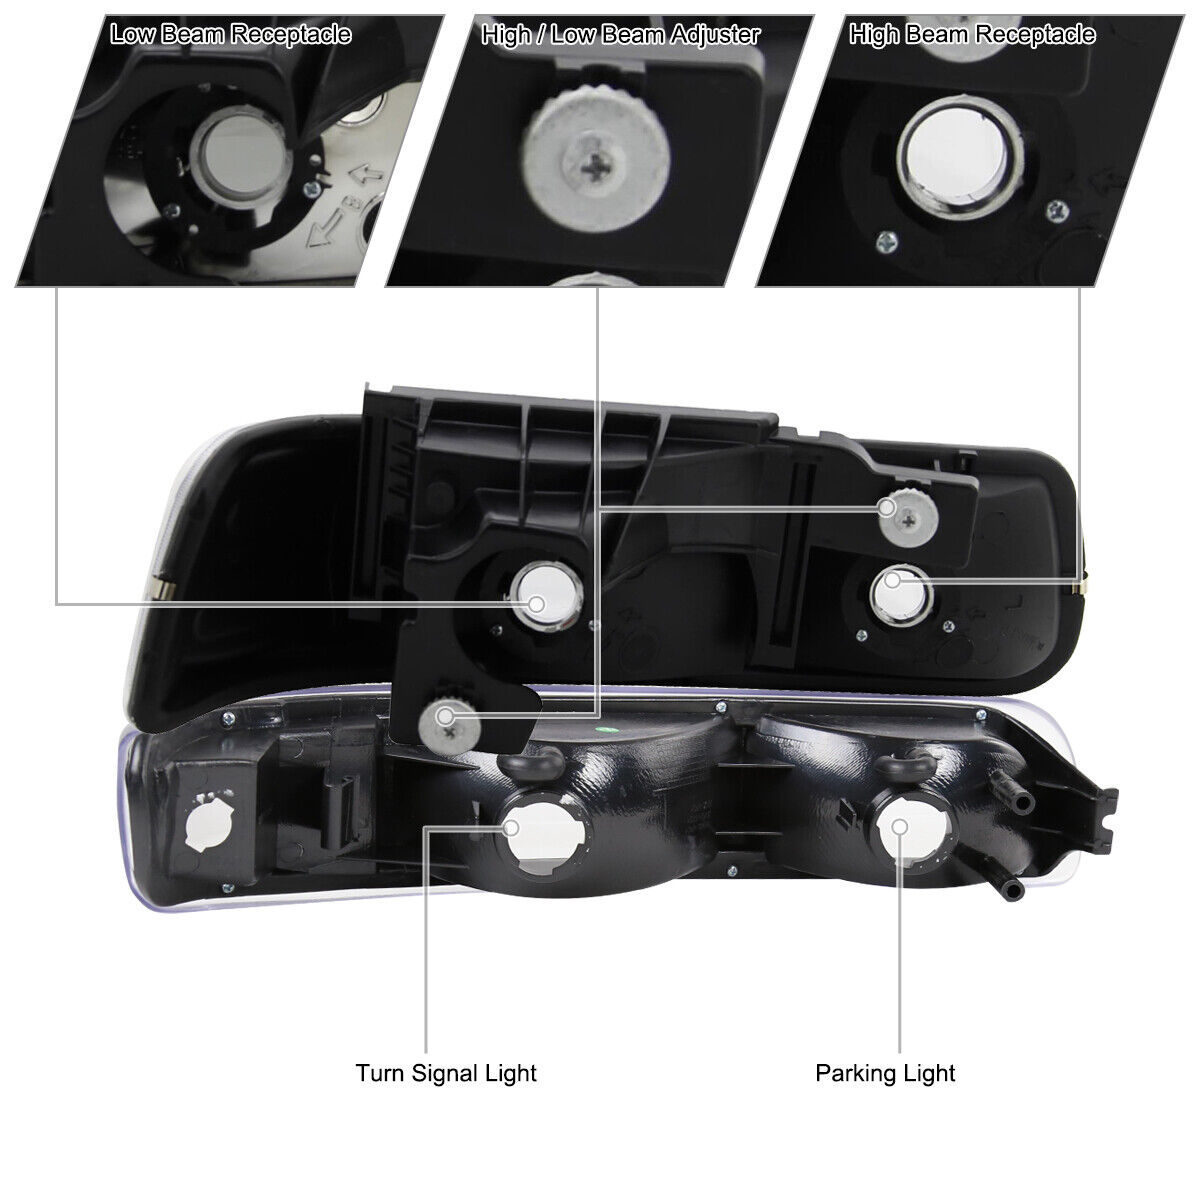 Low Beam Receptacle
High / Low Beam Adjuster
High Beam Receptacle
Turn Signal Light
Parking Light